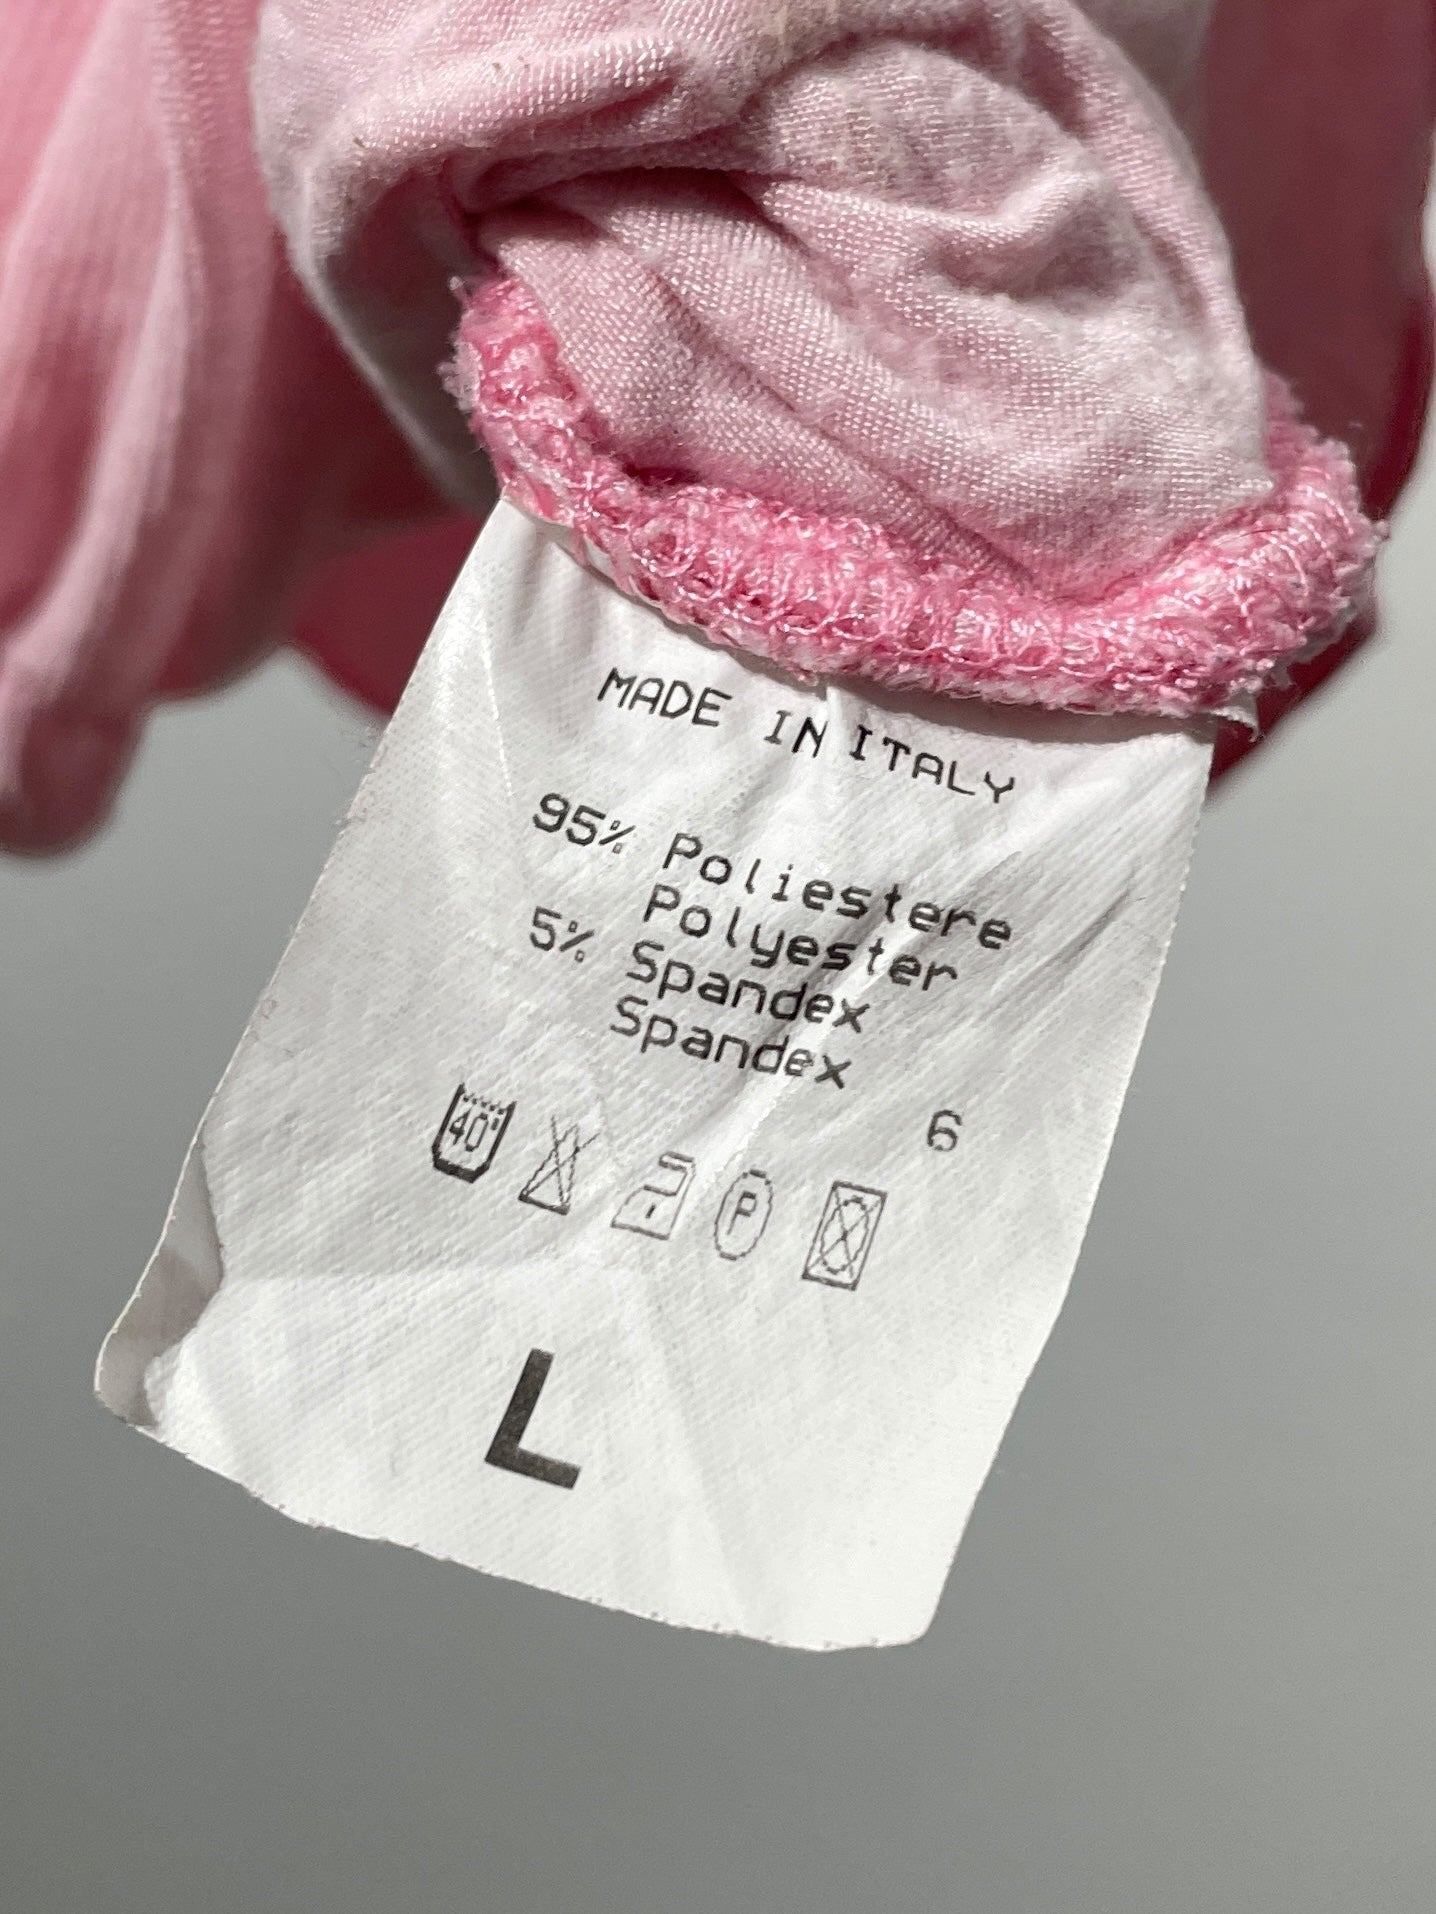 MADE IN ITALY
95% Poliestere
Polyester
5% Spandex
Spandex
6
40° P
L